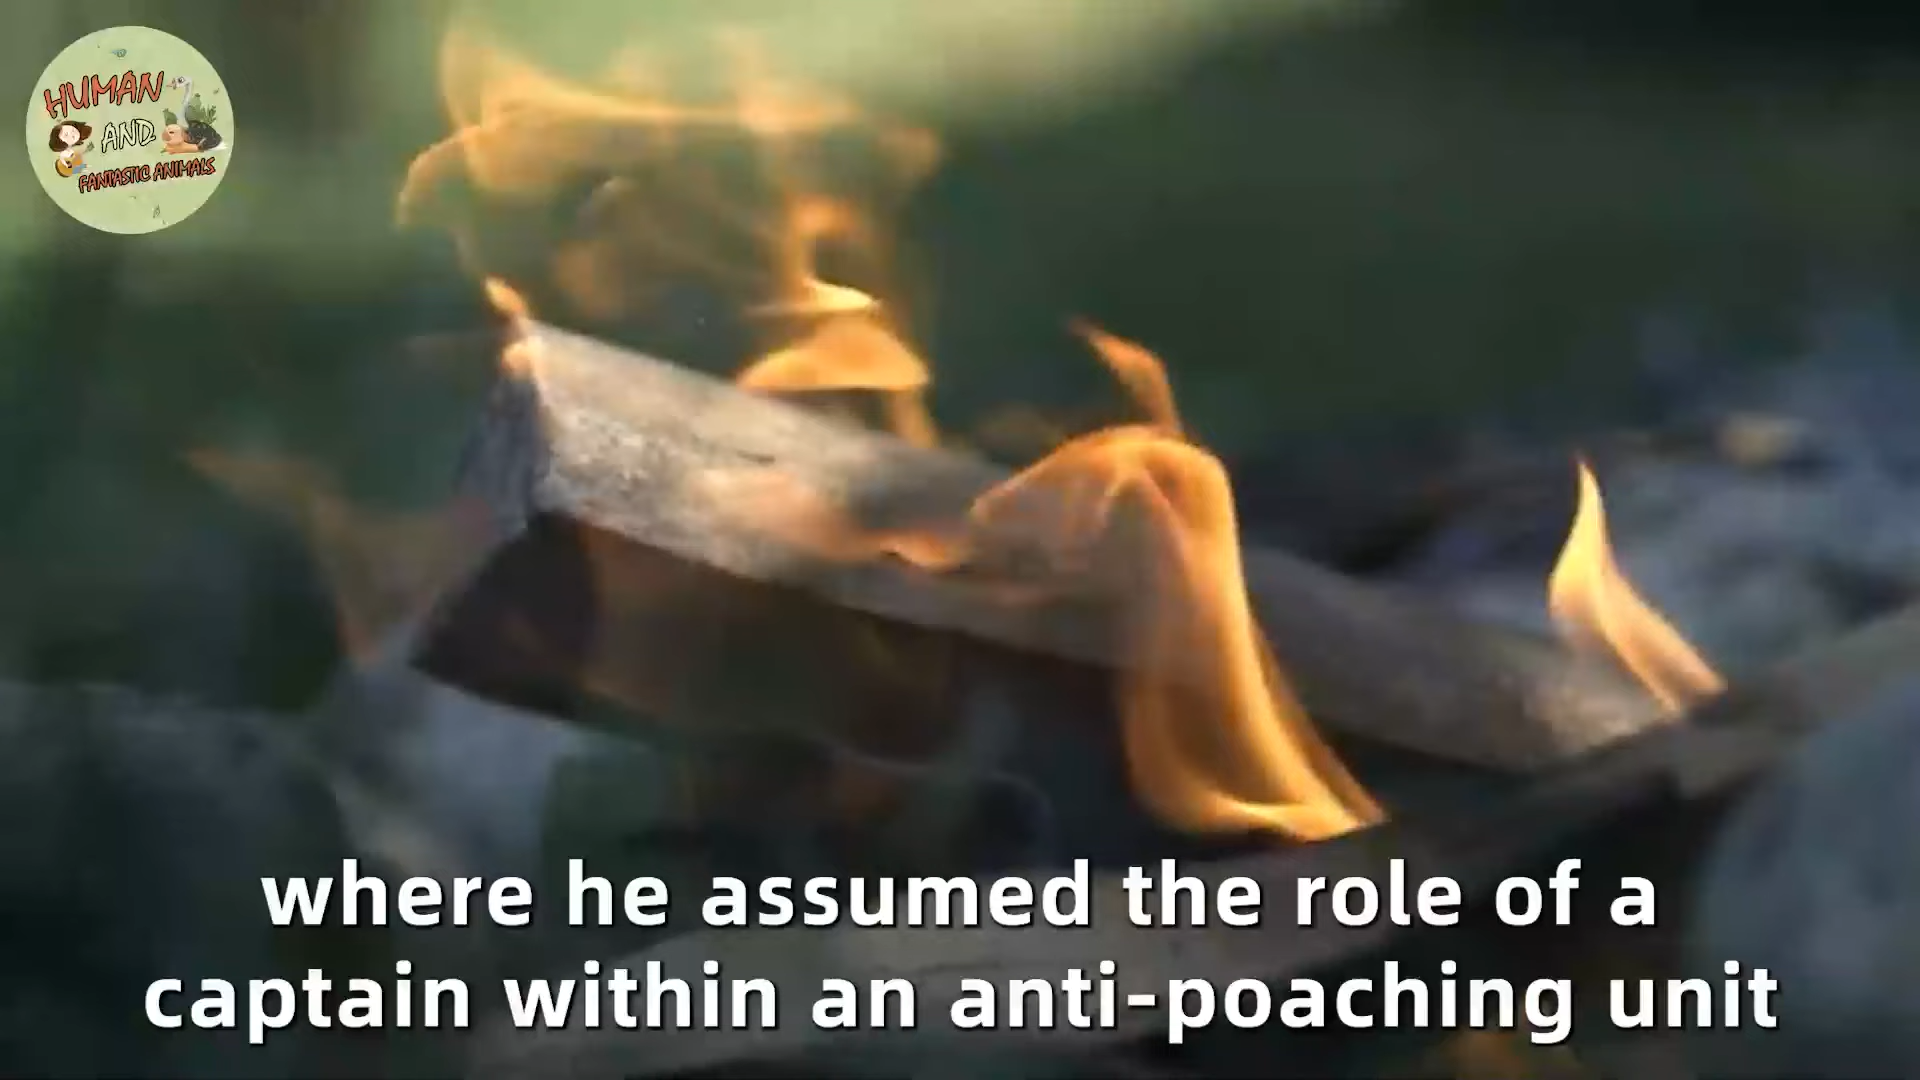 HUMAN
AND
FANTASTIC ANIMALS
where he assumed the role of a
captain within an anti-poaching unit